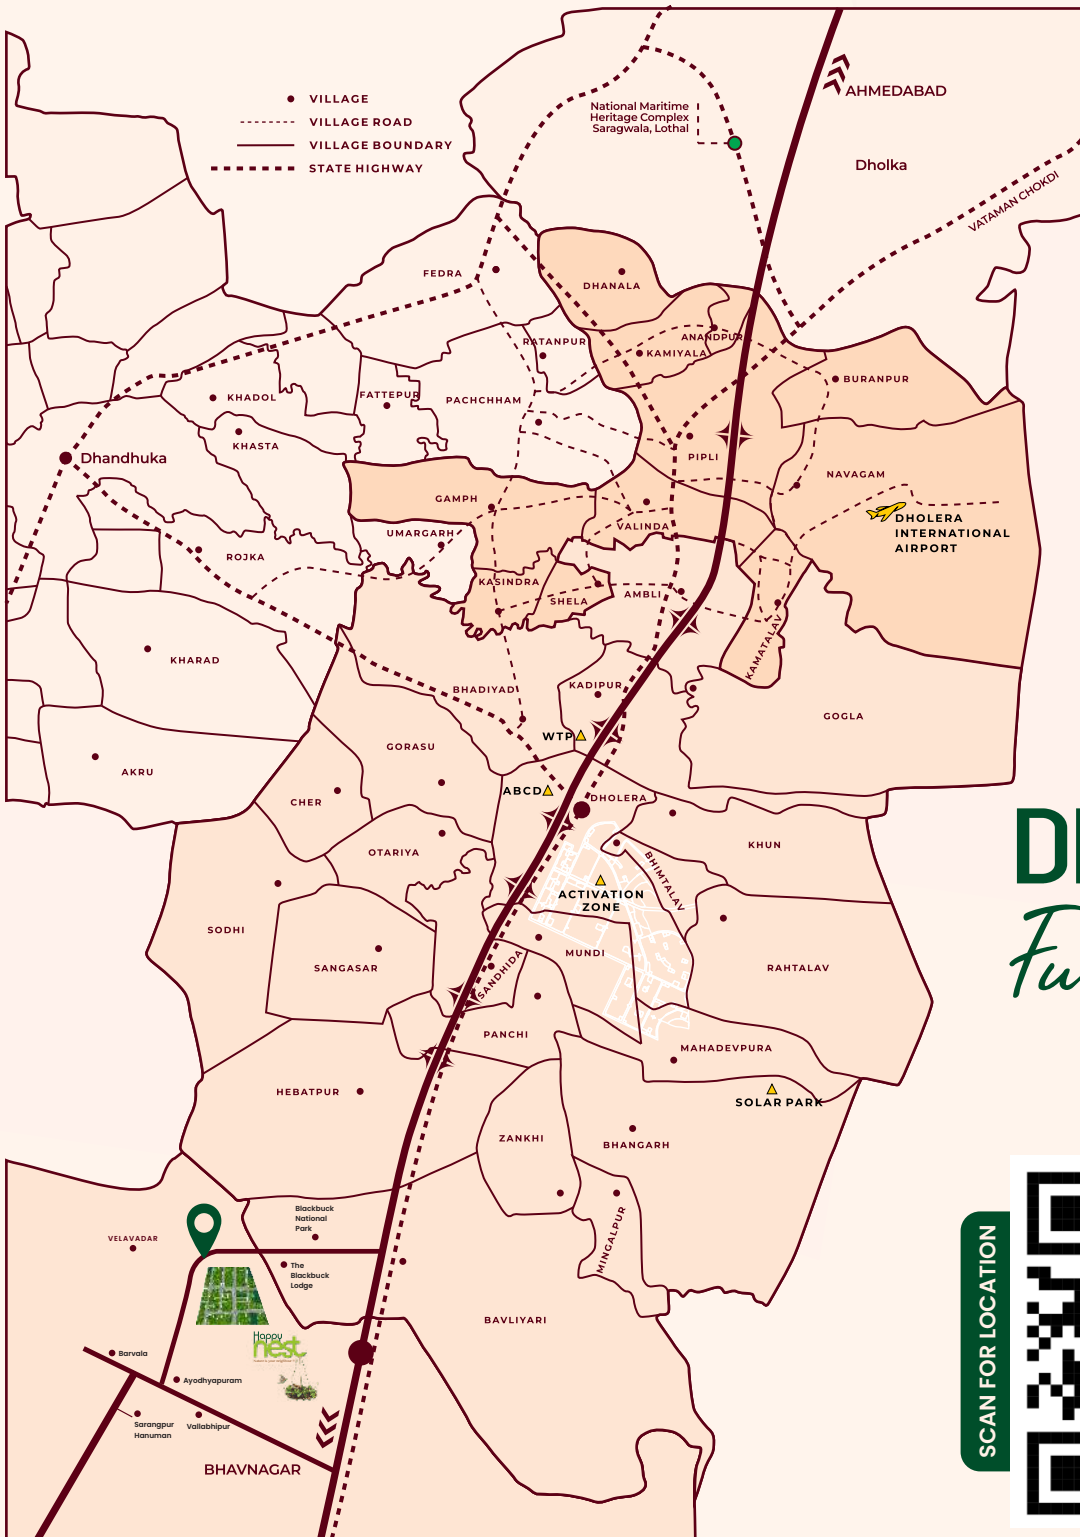 AHMEDABAD
VILLAGE
VILLAGE ROAD
VILLAGE BOUNDARY
STATE HIGHWAY
National Maritime
Heritage Complex
Saragwala, Lothal
Dholka
VATAMAN CHOKDI
FEDRA
DHANALA
RATANPUR
ANANDPUR
KAMIYALA
BURANPUR
KHADOL
FATTEPUR
PACHCHHAM
KHASTA
Dhandhuka
PIPLI
NAVAGAM
GAMPH
DHOLERA
INTERNATIONAL
AIRPORT
UMARGARH
VALINDA
ROJKA
KASINDRA
SHELA
AMBLI
KAMATALAV
KHARAD
BHADIYAD
KADIPUR
GOGLA
WTP
GORASU
AKRU
ABCD
CHER
DHOLERA
OTARIYA
KHUN
BHIMTALAV
ACTIVATION
ZONE
SODHI
SANGASAR
SANDHIDA
MUNDI
RAHTALAV
PANCHI
MAHADEVPURA
HEBATPUR
SOLAR PARK
ZANKHI
BHANGARH
MINGALPUR
Blackbuck
National
Park
VELAVADAR
The
Blackbuck
Lodge
BAVLIYARI
Happy
nest
Barvala
Ayodhyapuram
Sarangpur
Hanuman
Vallabhipur
BHAVNAGAR
SCAN FOR LOCATION